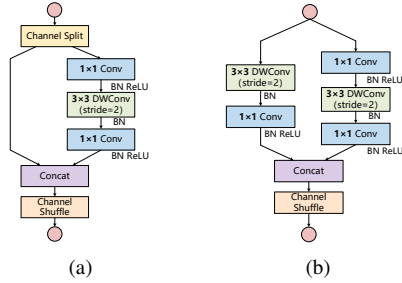 Channel Split
1×1 Conv
BN ReLU
3×3 DWConv
(stride=2)
BN
1×1 Conv
BN ReLU
Concat
Channel
Shuffle
(a)
3×3 DWConv
(stride=2)
BN
1×1 Conv
BN ReLU
1×1 Conv
BN ReLU
3×3 DWConv
(stride=2)
BN
1×1 Conv
BN ReLU
Concat
Channel
Shuffle
(b)